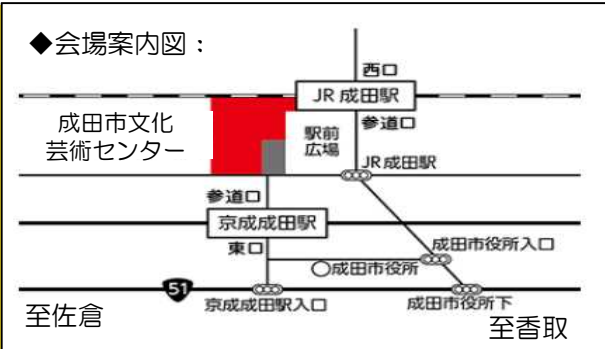 ◆会場案内図：
西口
JR 成田駅
参道口
成田市文化
芸術センター
駅前
広場
JR成田駅
参道口
京成成田駅
東口
成田市役所入口
○成田市役所
51
京成成田駅入口
成田市役所下
至佐倉
至香取